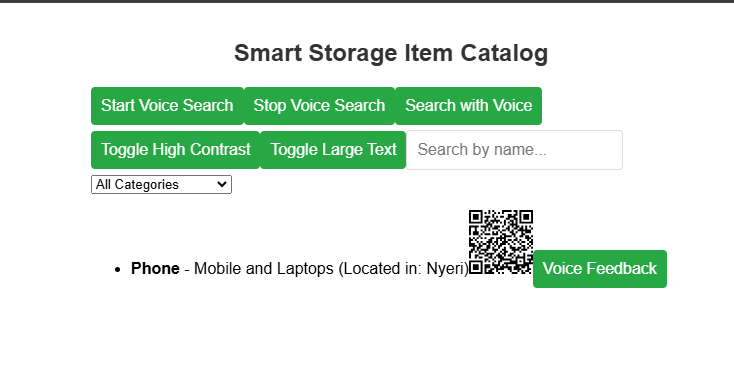 Smart Storage Item Catalog
Start Voice Search Stop Voice Search Search with Voice
Toggle High Contrast Toggle Large Text Search by name...
All Categories
• Phone - Mobile and Laptops (Located in: Nyeri) Voice Feedback